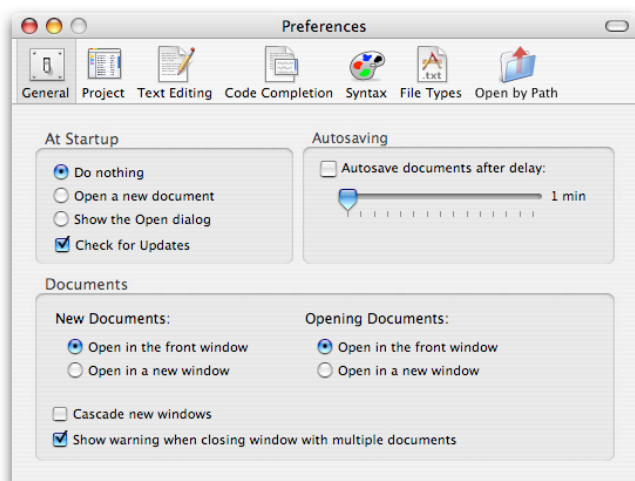 Preferences
General Project Text Editing Code Completion Syntax File Types Open by Path
.txt
At Startup
Do nothing
Open a new document
Show the Open dialog
Check for Updates
Autosaving
Autosave documents after delay:
1 min
Documents
New Documents:
Open in the front window
Open in a new window
Opening Documents:
Open in the front window
Open in a new window
Cascade new windows
Show warning when closing window with multiple documents